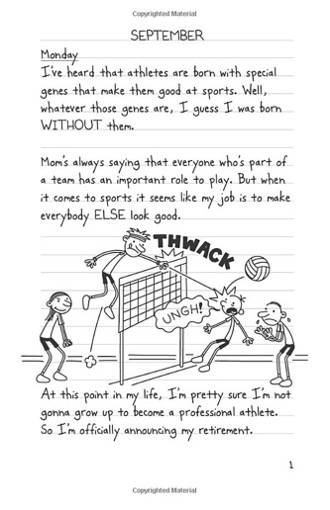 Copyrighted Material
SEPTEMBER
Monday
I've heard that athletes are born with special
genes that make them good at sports. Well,
whatever those genes are, I guess I was born
WITHOUT them.
Mom's always saying that everyone who's part of
a team has an important role to play. But when
it comes to sports it seems like my job is to make
everybody ELSE look good.
THWACK
UNGH!
At this point in my life, I'm pretty sure I'm not
gonna grow up to become a professional athlete.
So I'm officially announcing my retirement.
1
Copyrighted Material